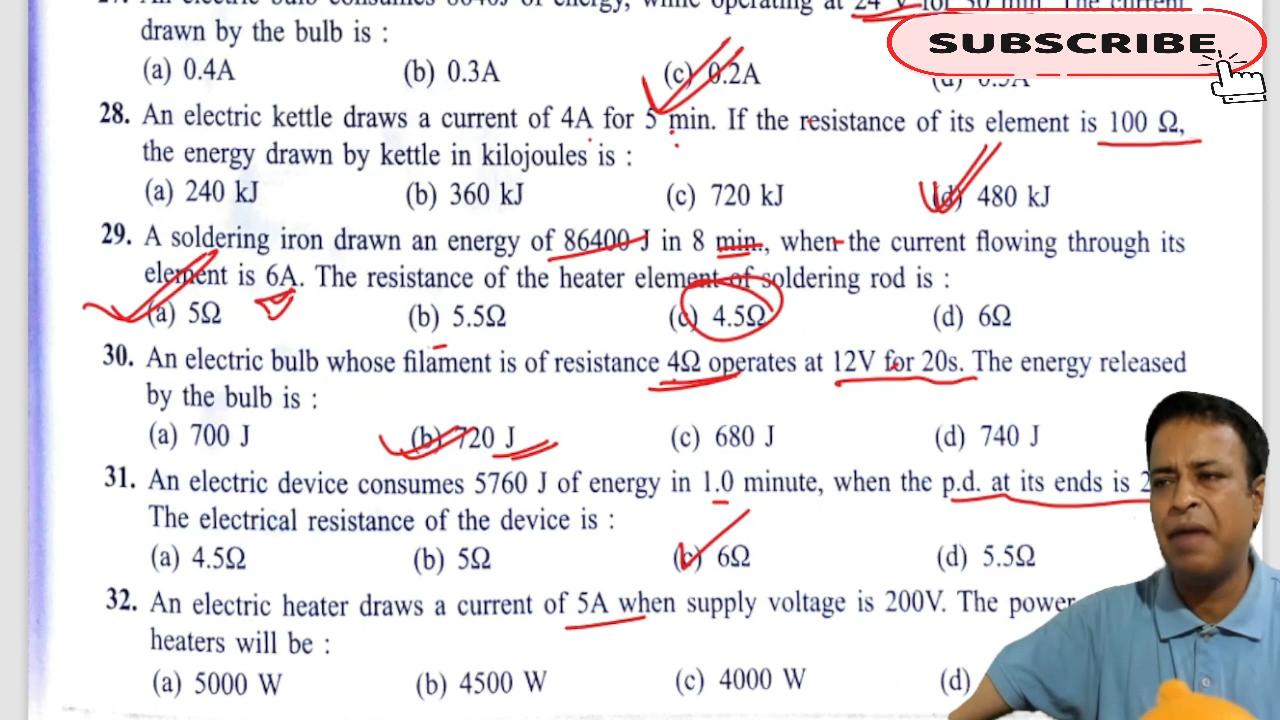 drawn by the bulb is :
SUBSCRIBE
(a) 0.4A (b) 0.3A (c) 0.2A
28. An electric kettle draws a current of 4A for 5 min. If the resistance of its element is 100 Ω,
the energy drawn by kettle in kilojoules is :
(a) 240 kJ (b) 360 kJ (c) 720 kJ (d) 480 kJ
29. A soldering iron drawn an energy of 86400 J in 8 min., when the current flowing through its
element is 6A. The resistance of the heater element of soldering rod is :
(a) 5Ω (b) 5.5Ω (c) 4.5Ω (d) 6Ω
30. An electric bulb whose filament is of resistance 4Ω operates at 12V for 20s. The energy released
by the bulb is :
(a) 700 J (b) 720 J (c) 680 J (d) 740 J
31. An electric device consumes 5760 J of energy in 1.0 minute, when the p.d. at its ends is
The electrical resistance of the device is :
(a) 4.5Ω (b) 5Ω (c) 6Ω (d) 5.5Ω
32. An electric heater draws a current of 5A when supply voltage is 200V. The power
heaters will be :
(a) 5000 W (b) 4500 W (c) 4000 W (d)